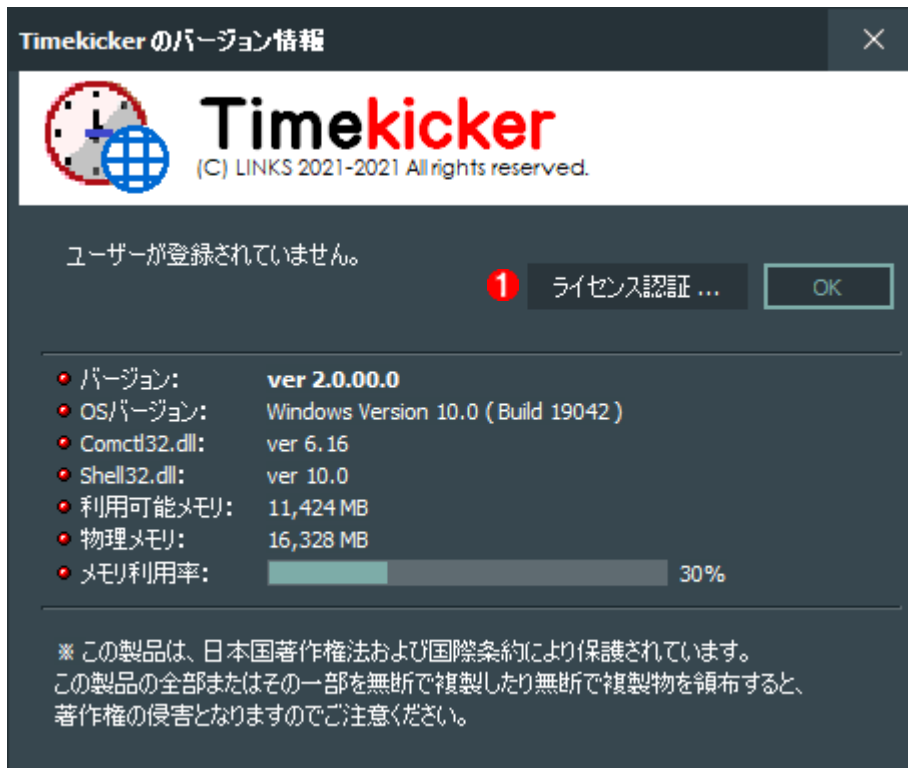 Timekicker のバージョン情報
Timekicker
(C) LINKS 2021-2021 All rights reserved.
ユーザーが登録されていません。
1 ライセンス認証 ... OK
バージョン: ver 2.0.00.0
OSバージョン: Windows Version 10.0 ( Build 19042 )
Comctl32.dll: ver 6.16
Shell32.dll: ver 10.0
利用可能メモリ: 11,424 MB
物理メモリ: 16,328 MB
メモリ利用率: 30%
※ この製品は、日本国著作権法および国際条約により保護されています。
この製品の全部またはその一部を無断で複製したり無断で複製物を頒布すると、
著作権の侵害となりますのでご注意ください。